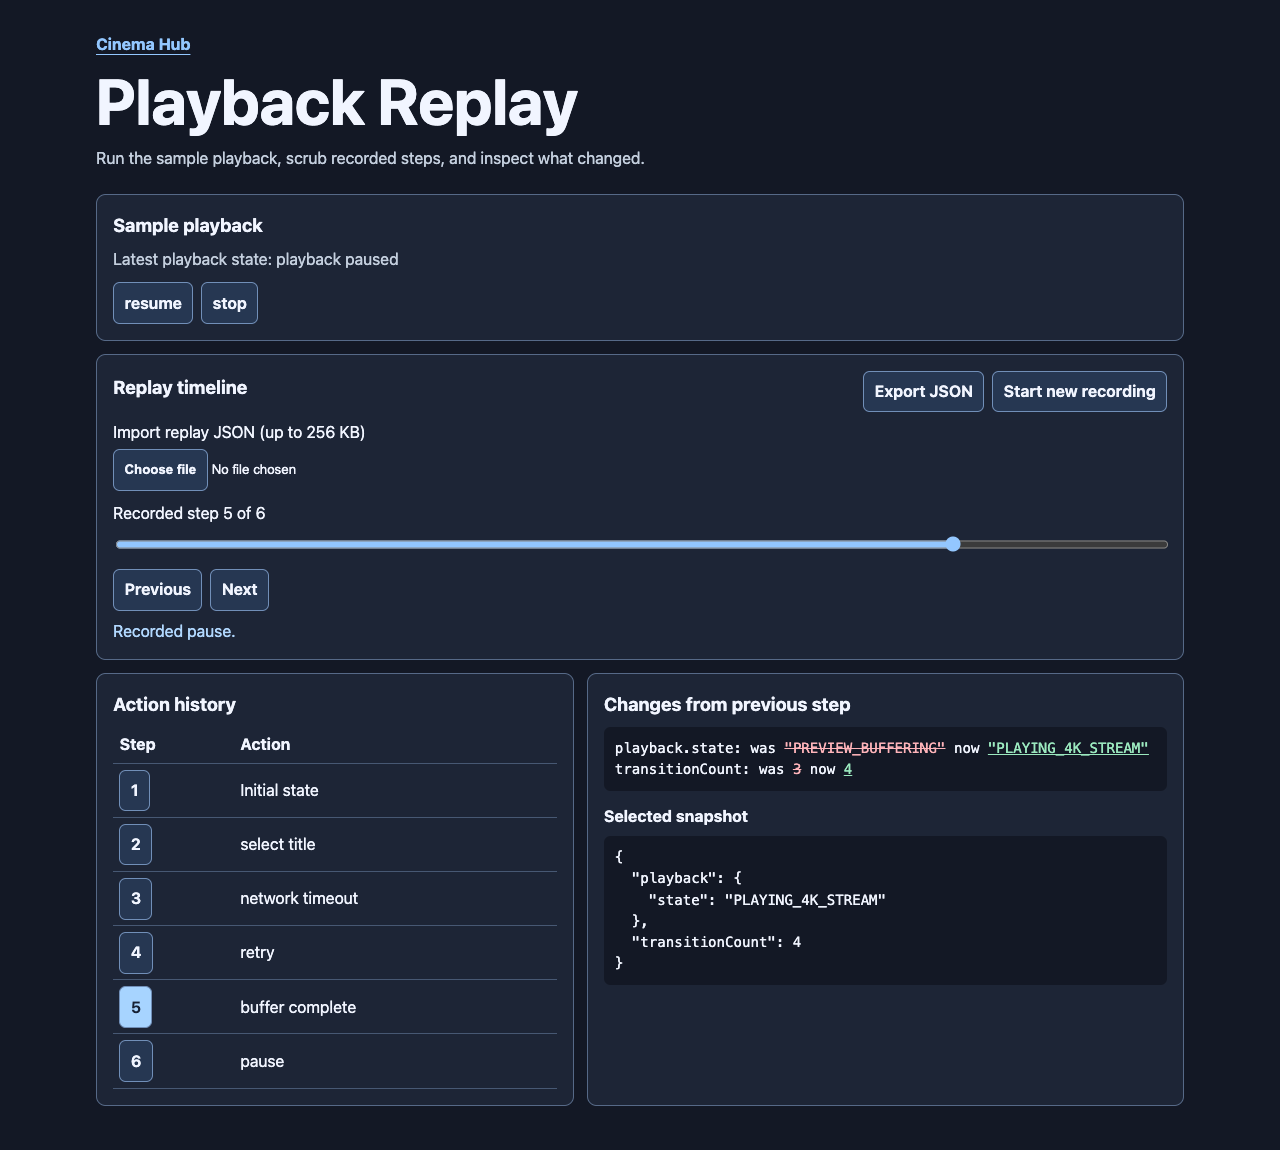 Cinema Hub
Playback Replay
Run the sample playback, scrub recorded steps, and inspect what changed.
Sample playback
Latest playback state: playback paused
resume stop
Replay timeline
Export JSON Start new recording
Import replay JSON (up to 256 KB)
Choose file No file chosen
Recorded step 5 of 6
Previous Next
Recorded pause.
Action history
Step Action
1 Initial state
2 select title
3 network timeout
4 retry
5 buffer complete
6 pause
Changes from previous step
playback.state: was "PREVIEW_BUFFERING" now "PLAYING_4K_STREAM"
transitionCount: was 3 now 4
Selected snapshot
{
  "playback": {
    "state": "PLAYING_4K_STREAM"
  },
  "transitionCount": 4
}